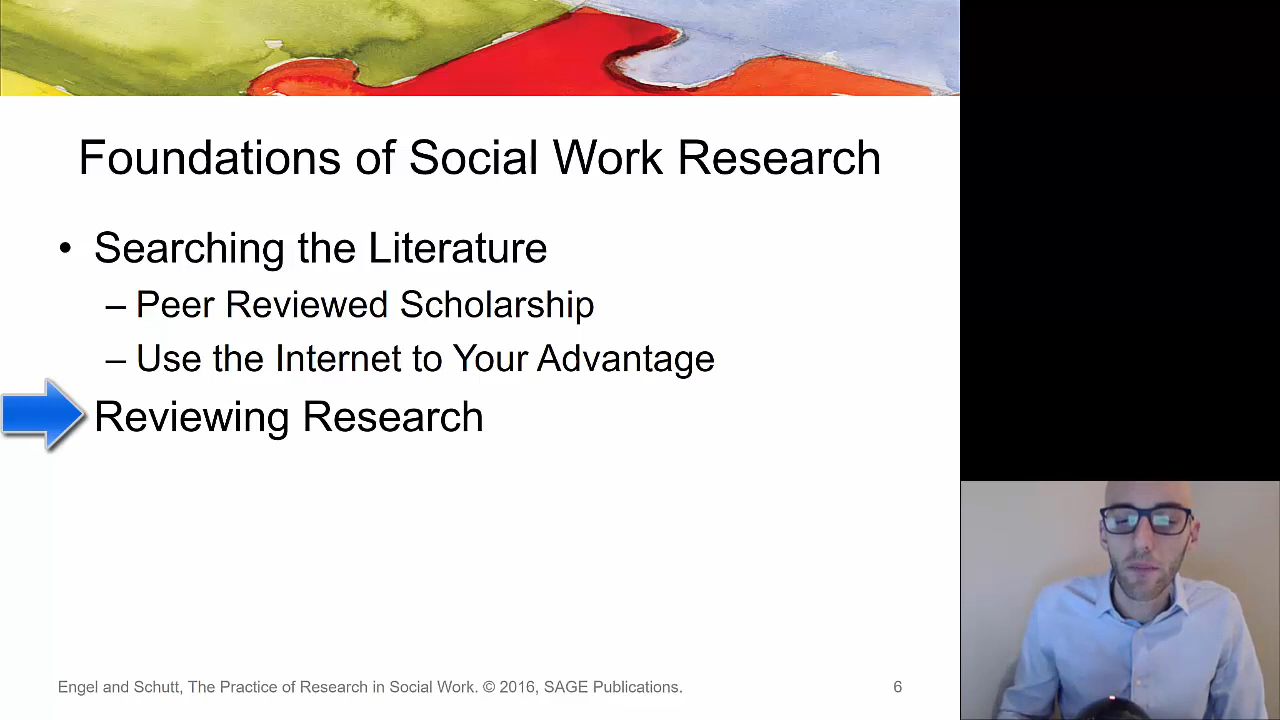 Foundations of Social Work Research
• Searching the Literature
– Peer Reviewed Scholarship
– Use the Internet to Your Advantage
Reviewing Research
Engel and Schutt, The Practice of Research in Social Work. © 2016, SAGE Publications.
6